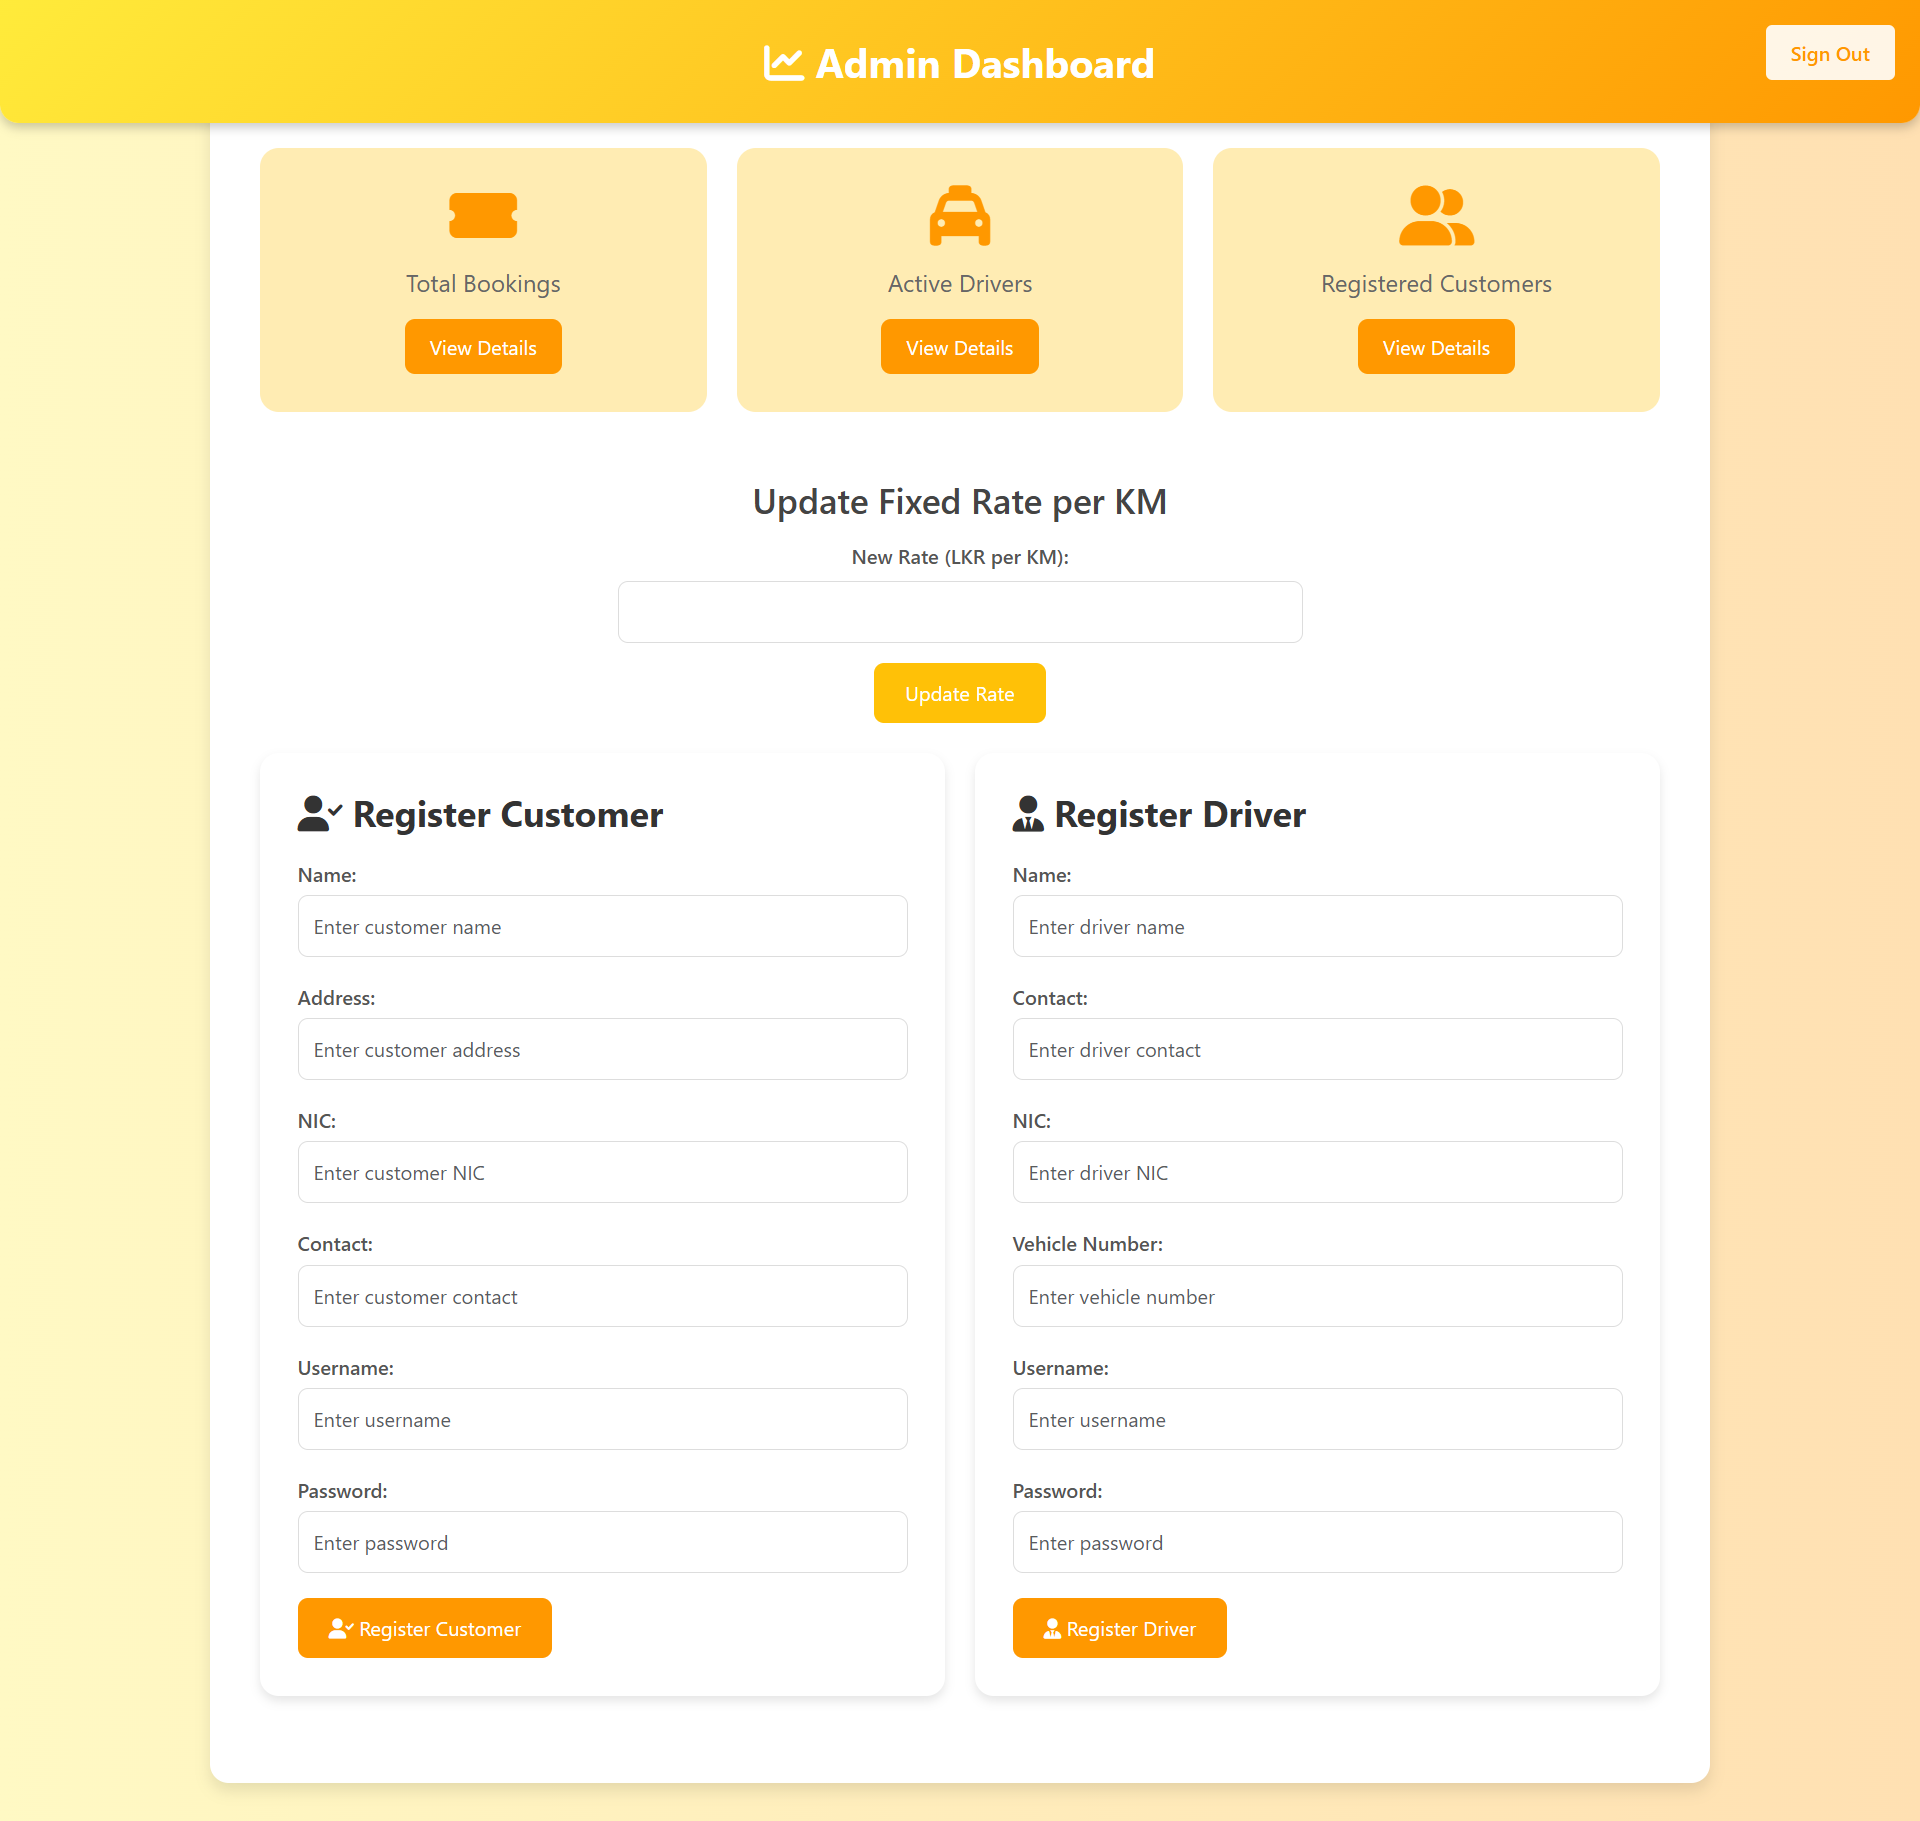 Admin Dashboard
Sign Out
Total Bookings
View Details
Active Drivers
View Details
Registered Customers
View Details
Update Fixed Rate per KM
New Rate (LKR per KM):
Update Rate
Register Customer
Name:
Enter customer name
Address:
Enter customer address
NIC:
Enter customer NIC
Contact:
Enter customer contact
Username:
Enter username
Password:
Enter password
Register Customer
Register Driver
Name:
Enter driver name
Contact:
Enter driver contact
NIC:
Enter driver NIC
Vehicle Number:
Enter vehicle number
Username:
Enter username
Password:
Enter password
Register Driver